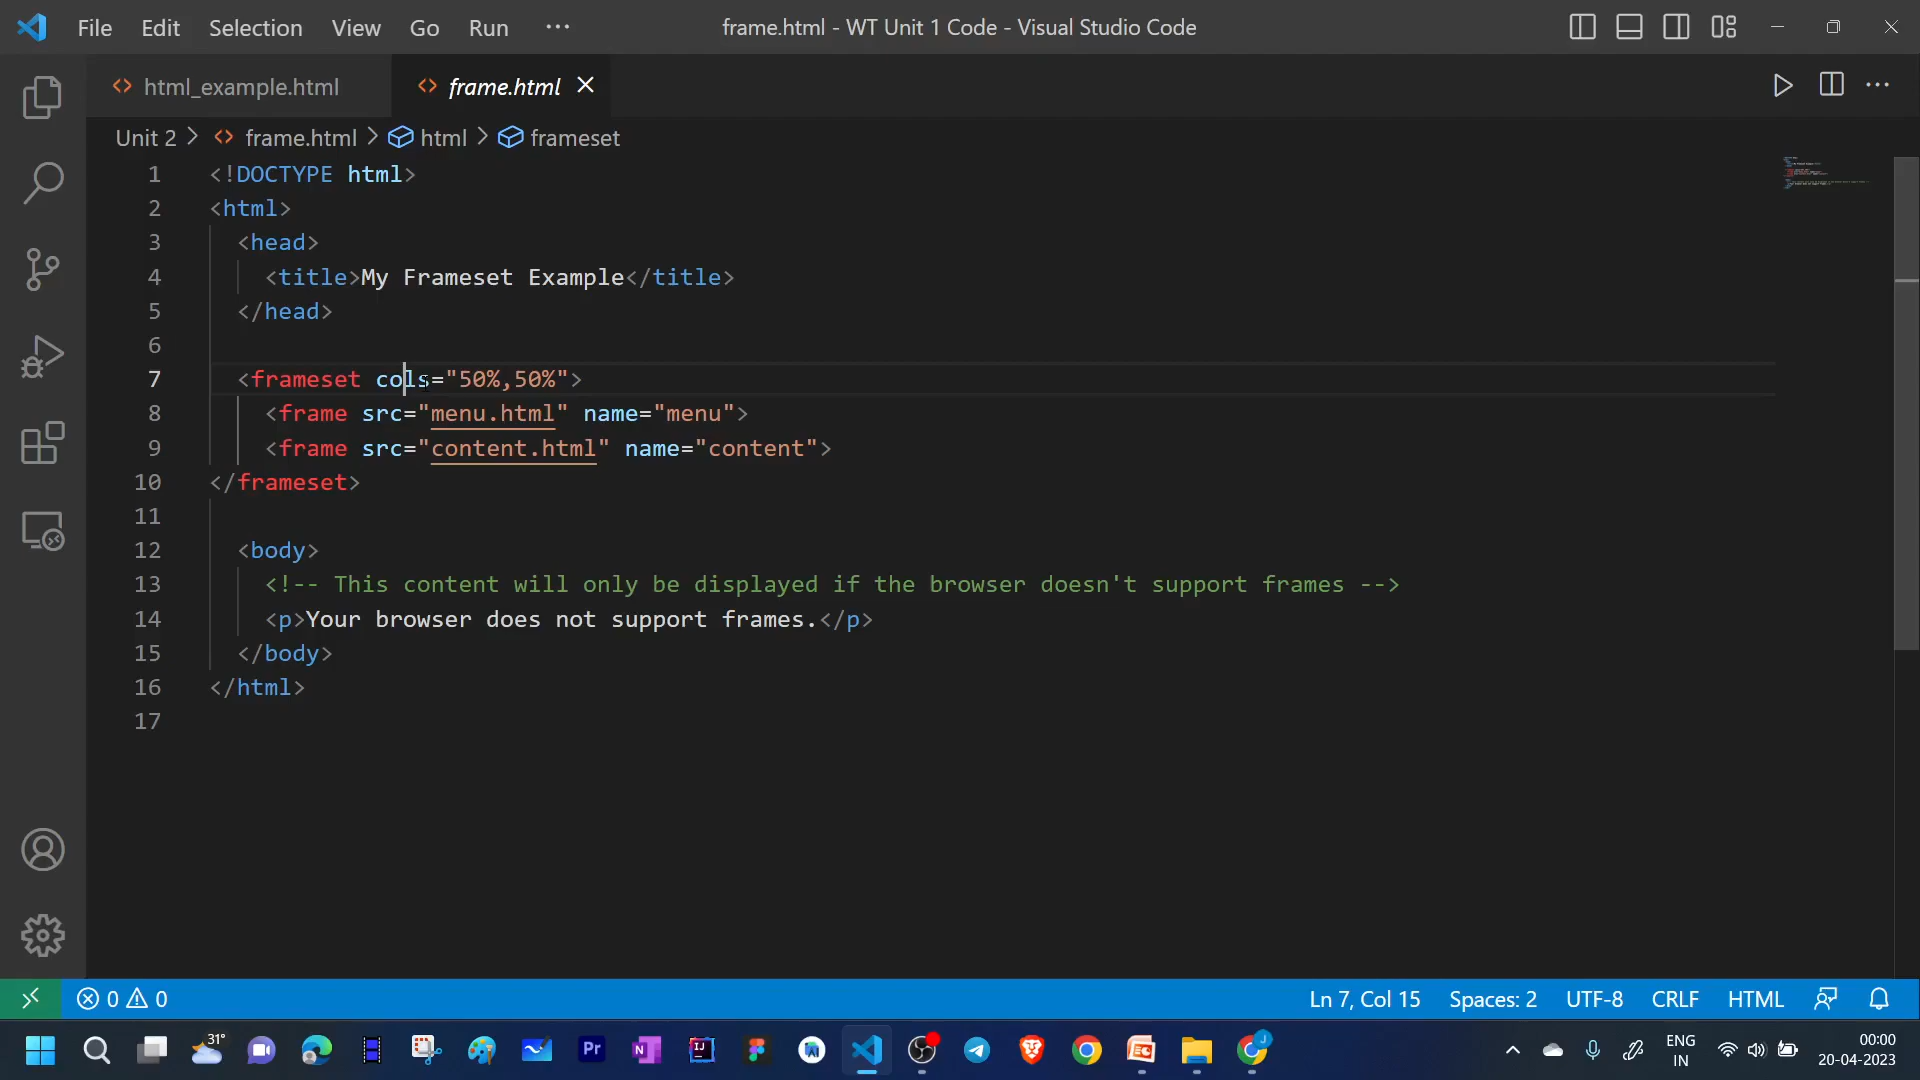 File Edit Selection View Go Run ··· frame.html - WT Unit 1 Code - Visual Studio Code
html_example.html frame.html
Unit 2 > frame.html > html > frameset
1 <!DOCTYPE html>
2 <html>
3 <head>
4 <title>My Frameset Example</title>
5 </head>
6
7 <frameset cols="50%,50%">
8 <frame src="menu.html" name="menu">
9 <frame src="content.html" name="content">
10 </frameset>
11
12 <body>
13 <!-- This content will only be displayed if the browser doesn't support frames -->
14 <p>Your browser does not support frames.</p>
15 </body>
16 </html>
17
0 0 Ln 7, Col 15 Spaces: 2 UTF-8 CRLF HTML
31° Pr N IJ J ENG 00:00
IN 20-04-2023